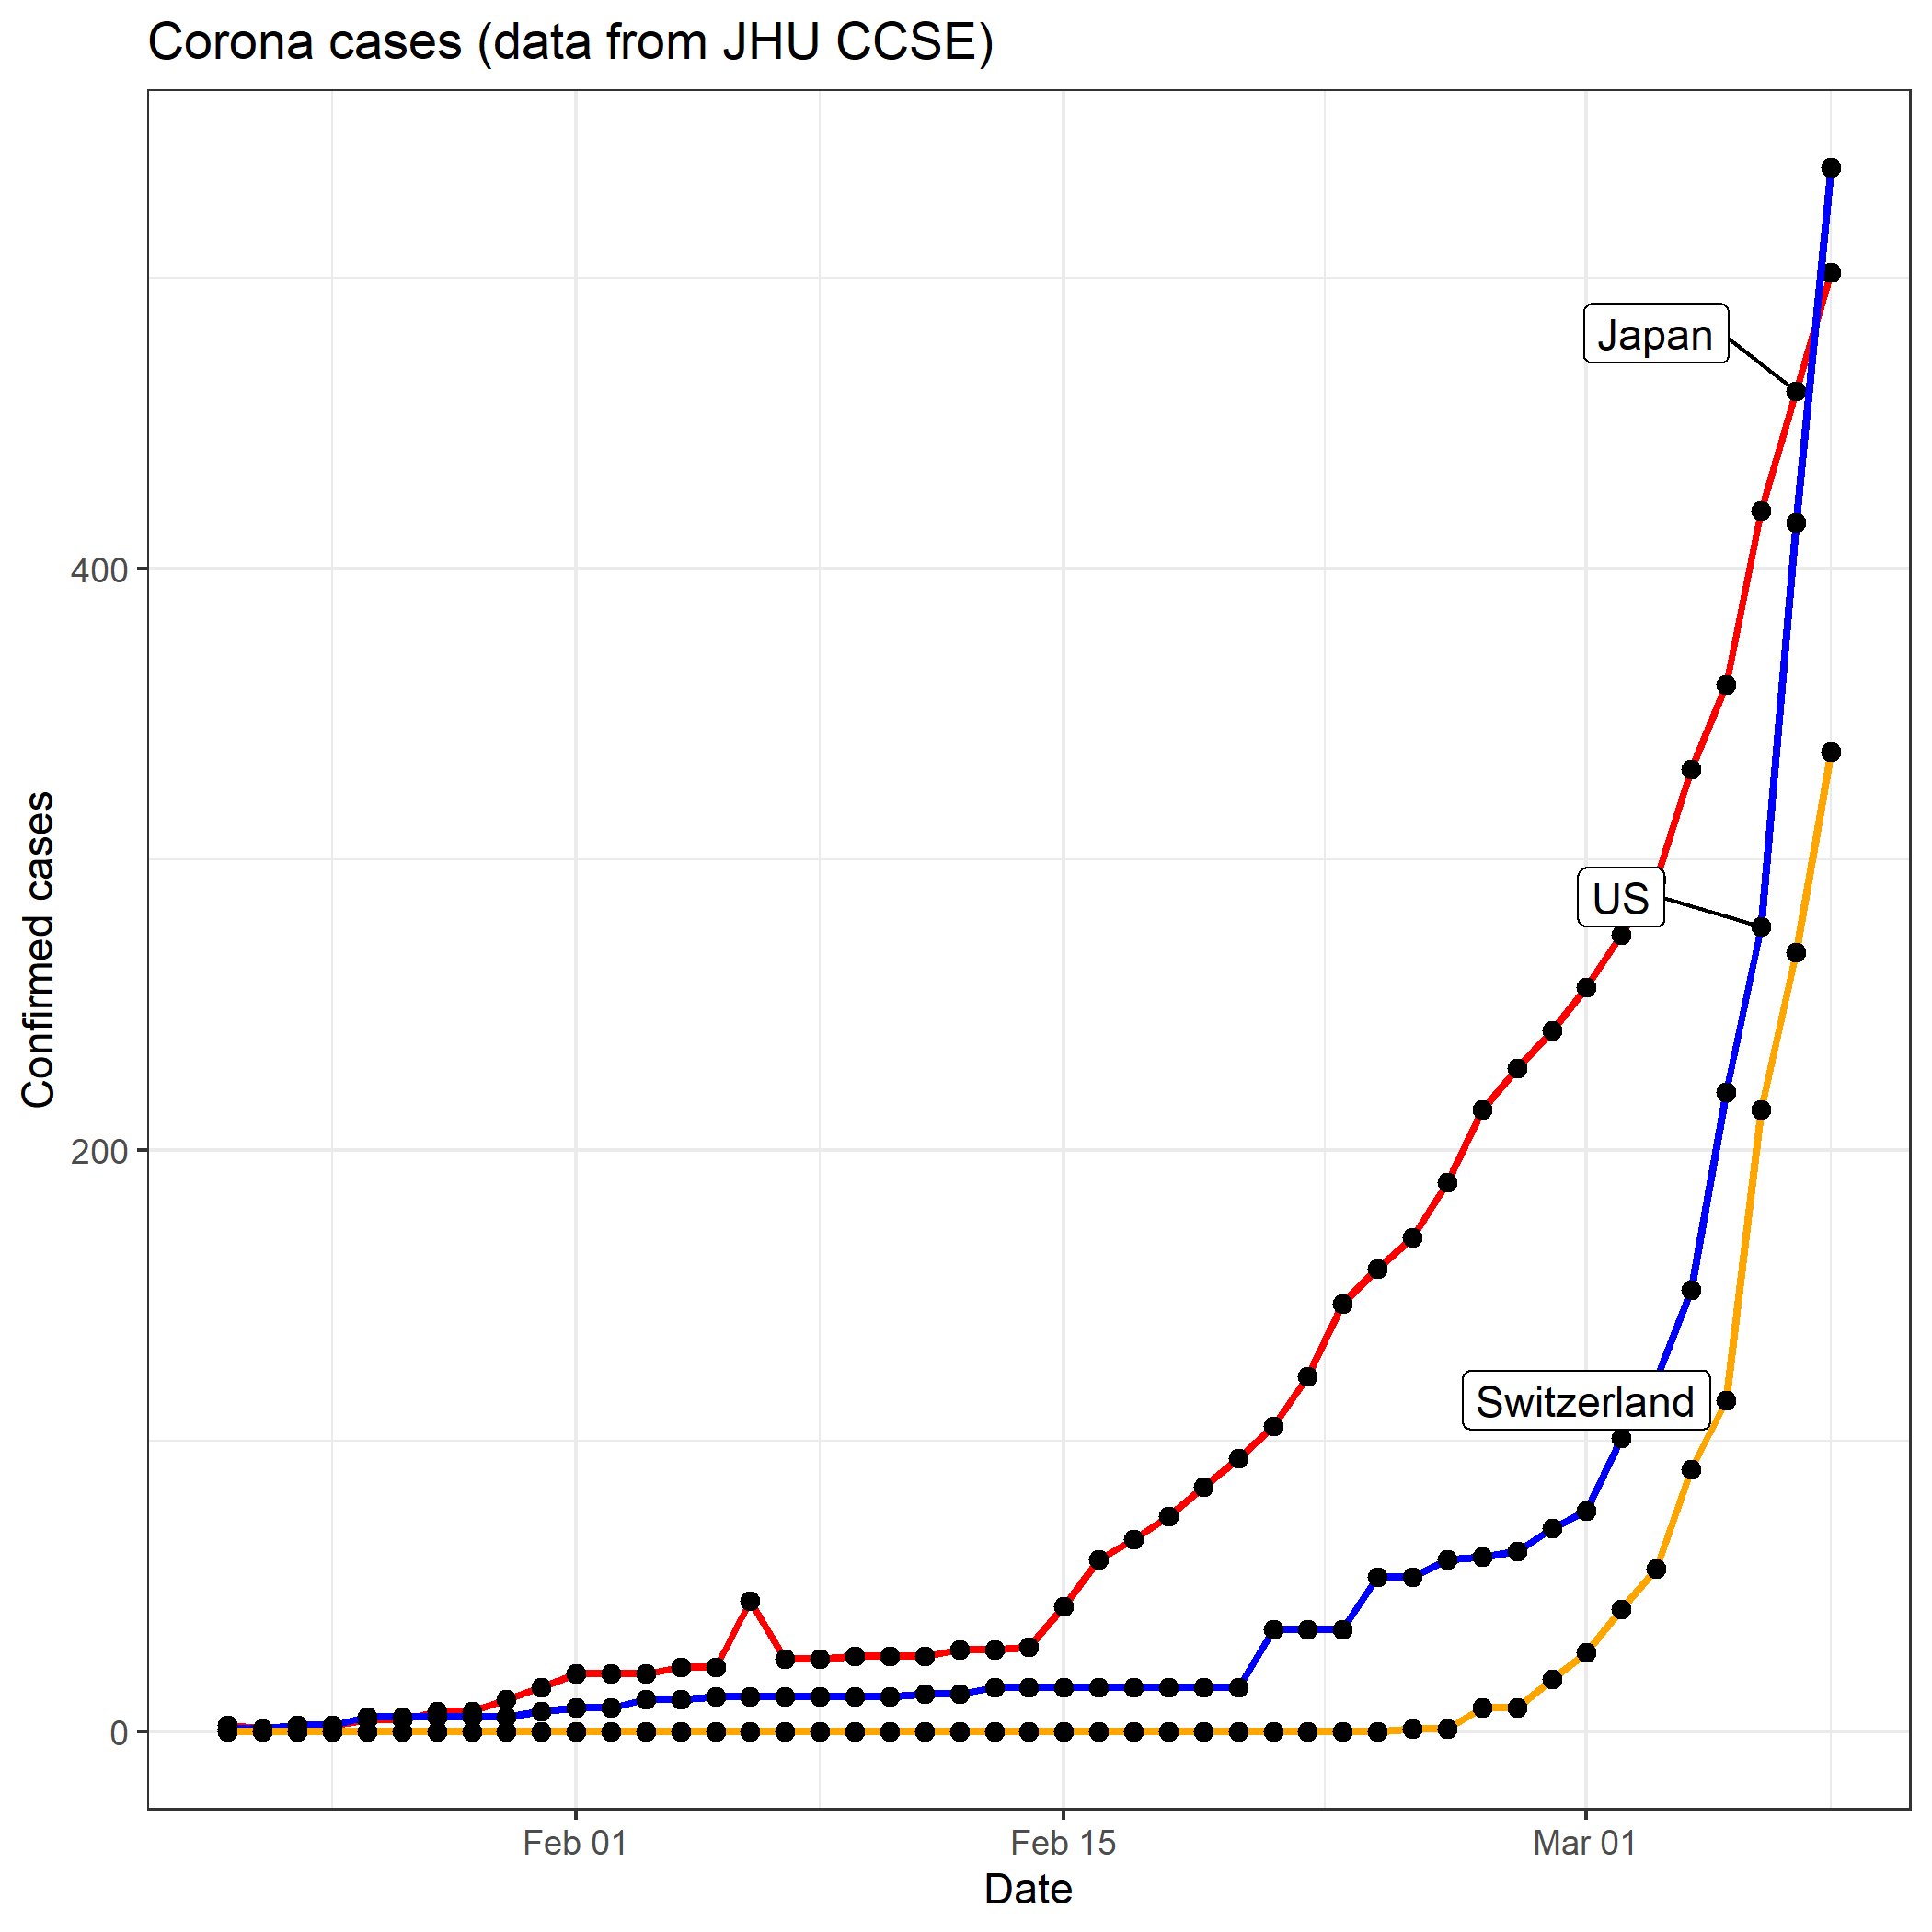 Corona cases (data from JHU CCSE)
Japan
400
US
Confirmed cases
200
Switzerland
0
Feb 01
Feb 15
Mar 01
Date